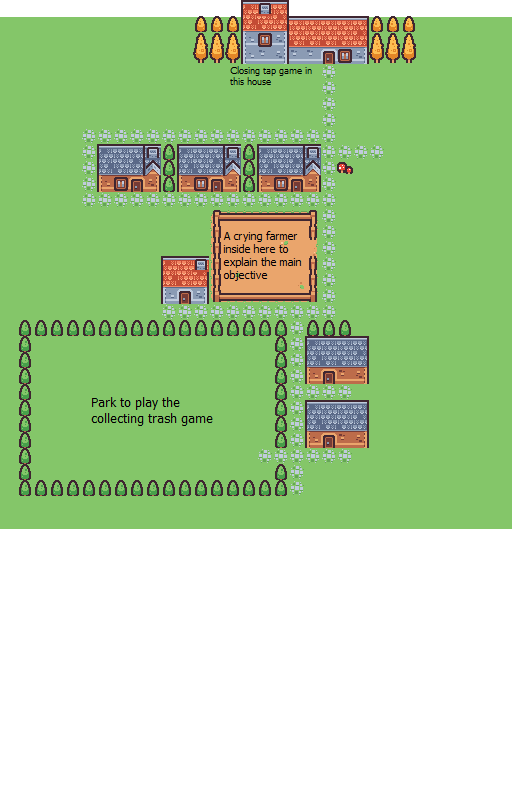 Closing tap game in
this house
A crying farmer
inside here to
explain the main
objective
Park to play the
collecting trash game